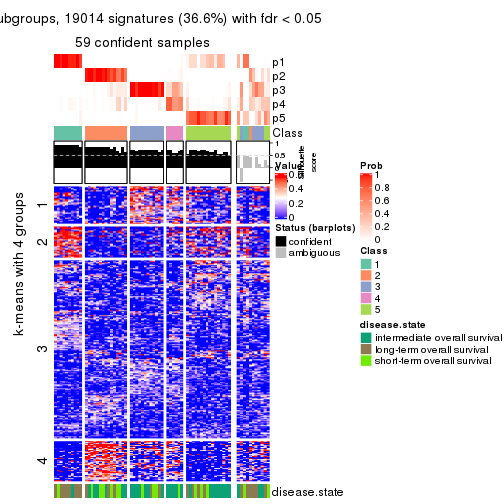 ubgroups, 19014 signatures (36.6%) with fdr < 0.05
59 confident samples
p1
p2
p3
p4
p5
Class
1
0.5
0
Silhouette
score
k-means with 4 groups
1
2
3
4
disease.state
Value
1
0.8
0.6
0.4
0.2
0
Status (barplots)
confident
ambiguous
Prob
1
0.8
0.6
0.4
0.2
0
Class
1
2
3
4
5
disease.state
intermediate overall survival
long-term overall survival
short-term overall survival